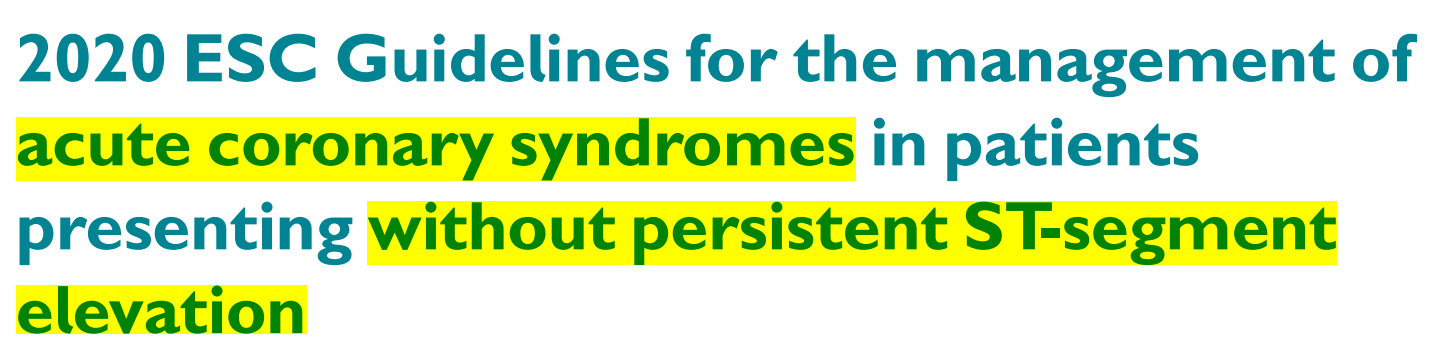 2020 ESC Guidelines for the management of
acute coronary syndromes in patients
presenting without persistent ST-segment
elevation